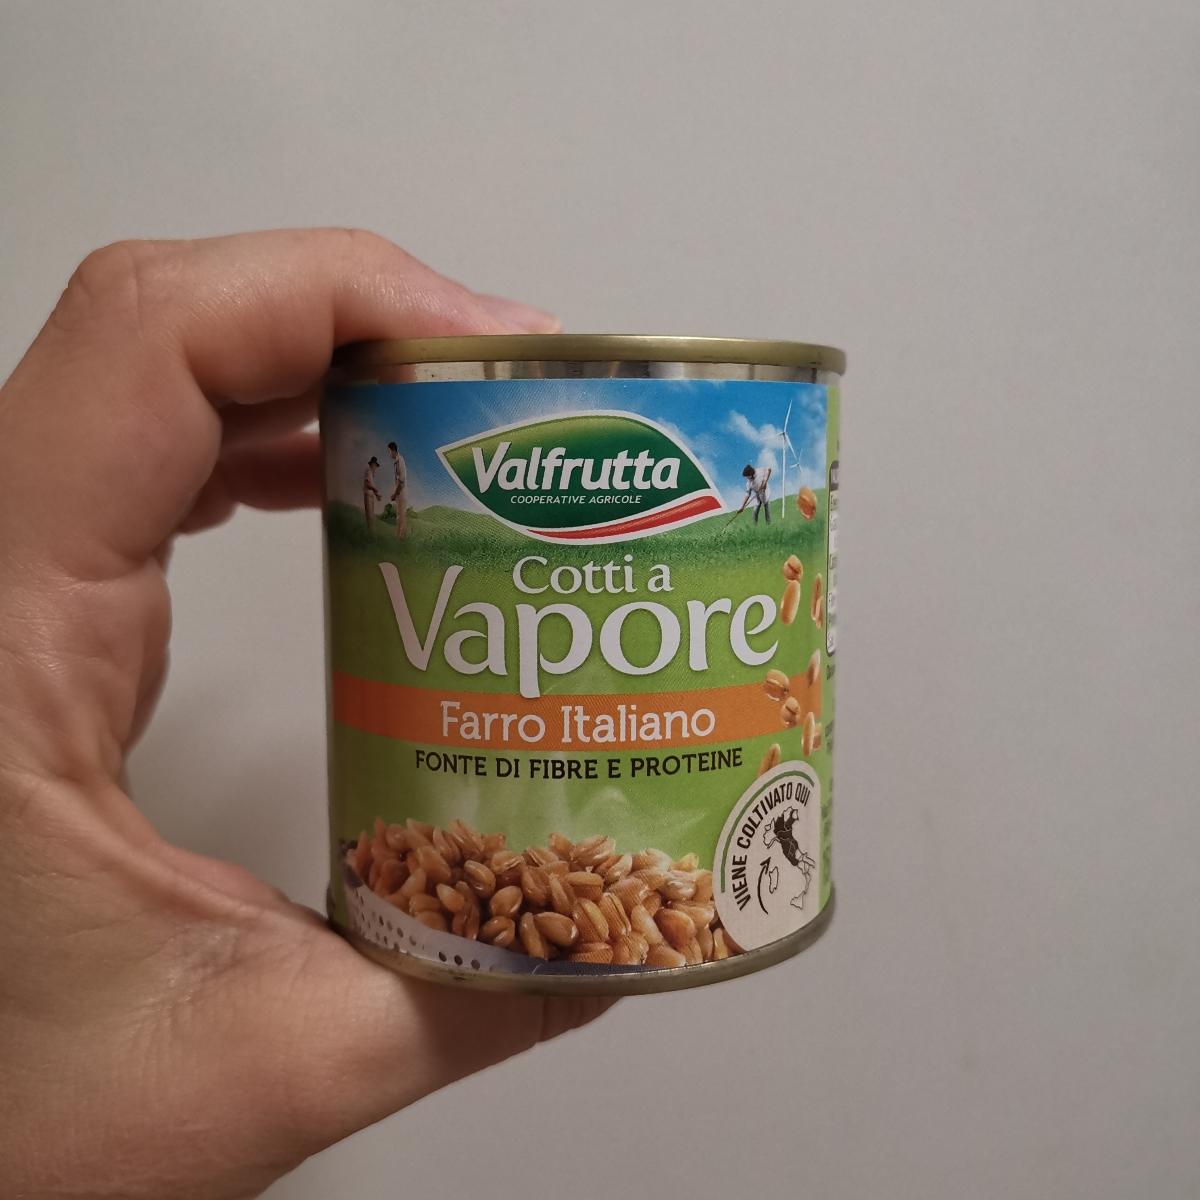 Valfrutta
COOPERATIVE AGRICOLE
Cotti a
Vapore
Farro Italiano
FONTE DI FIBRE E PROTEINE
VIENE COLTIVATO QUI